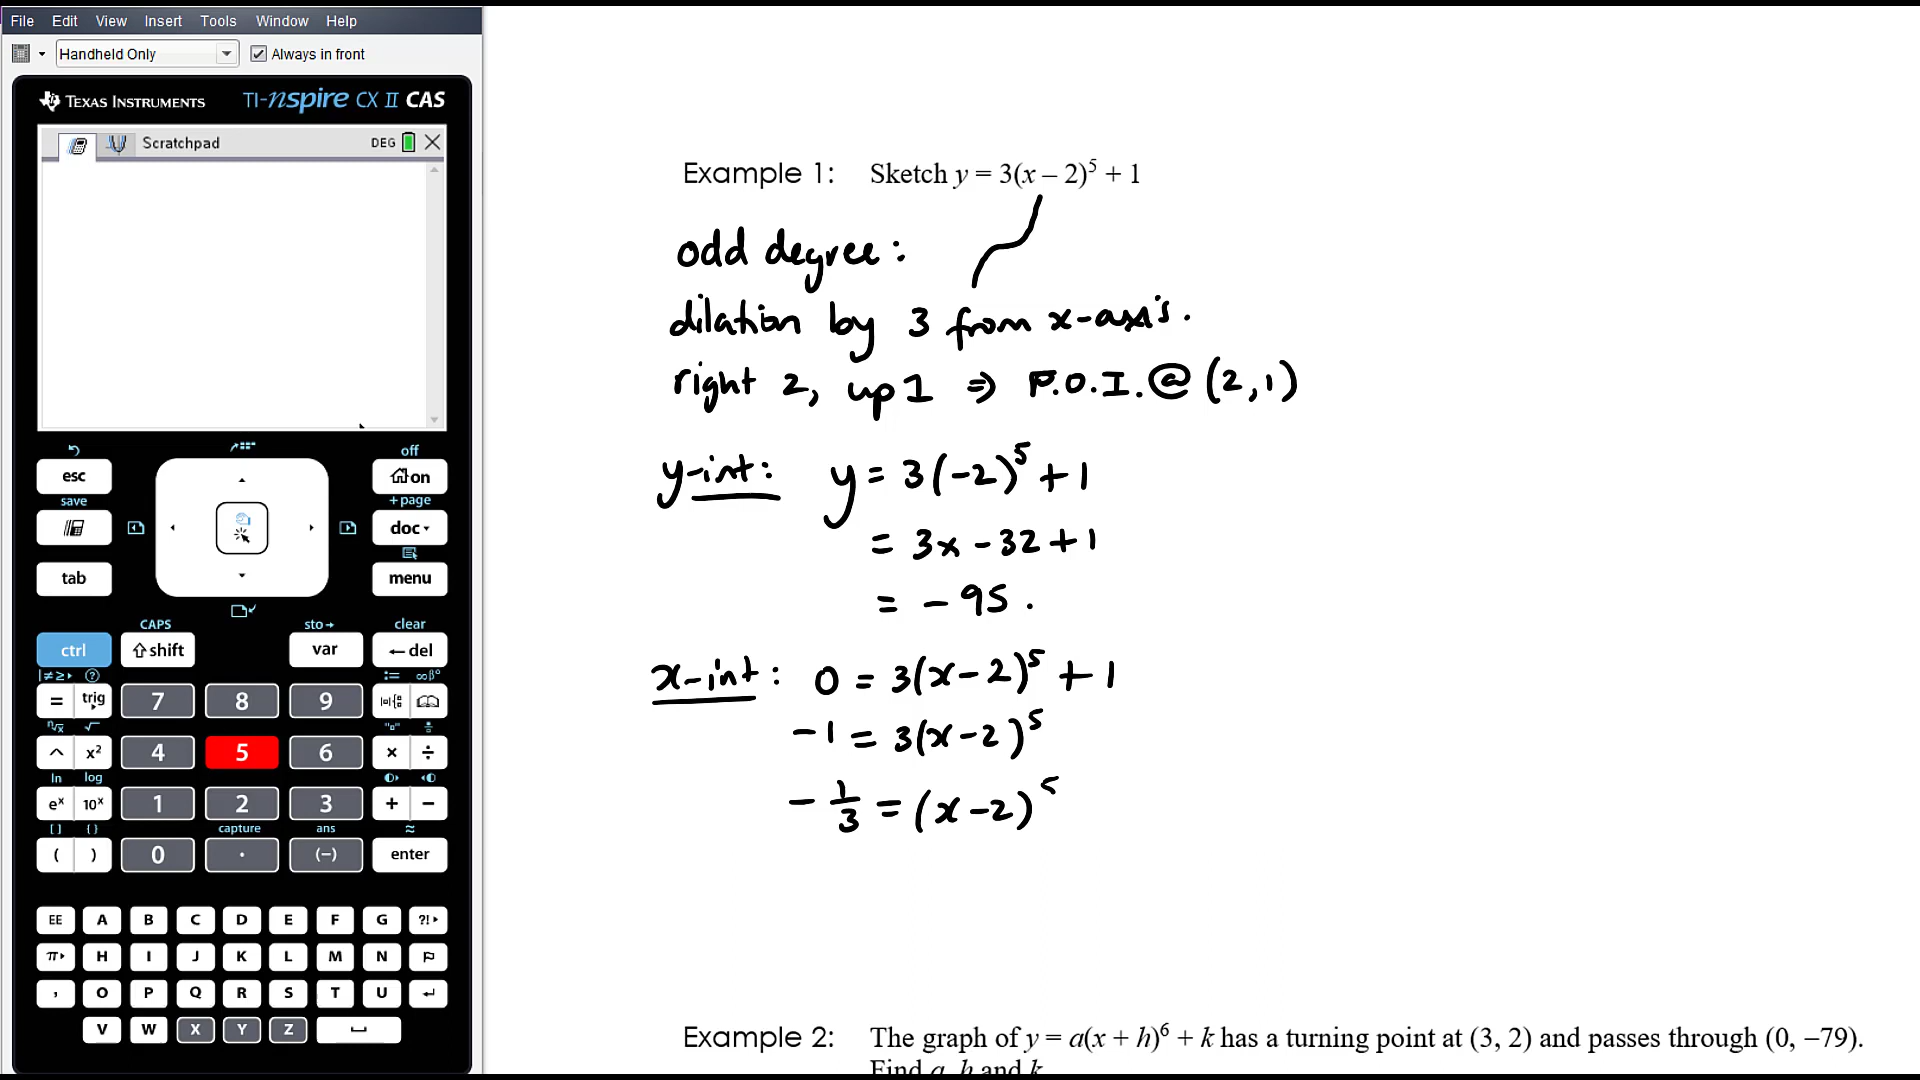 File Edit View Insert Tools Window Help
Handheld Only Always in front
TEXAS INSTRUMENTS TI-nspire CX II CAS
Scratchpad DEG
off
esc on
save + page
doc
tab menu
CAPS sto→ clear
ctrl ⇧shift var ←del
|≠≥▸ ? := ∞β°
= trig 7 8 9
ⁿ√x √ "▫" ÷
^ x² 4 5 6 × ÷
ln log
eˣ 10ˣ 1 2 3 + −
[ ] { } capture ans ≈
( ) 0 . (−) enter
EE A B C D E F G ?!▸
π▸ H I J K L M N
, O P Q R S T U ↵
V W X Y Z
Example 1: Sketch y = 3(x – 2)⁵ + 1
odd degree:
dilation by 3 from x-axis.
right 2, up 1 ⇒ P.O.I. @ (2,1)
y-int: y = 3(-2)⁵ + 1
= 3x -32 + 1
= -95.
x-int: 0 = 3(x-2)⁵ + 1
-1 = 3(x-2)⁵
-1/3 = (x-2)⁵
Example 2: The graph of y = a(x + h)⁶ + k has a turning point at (3, 2) and passes through (0, −79).
Find a, h and k